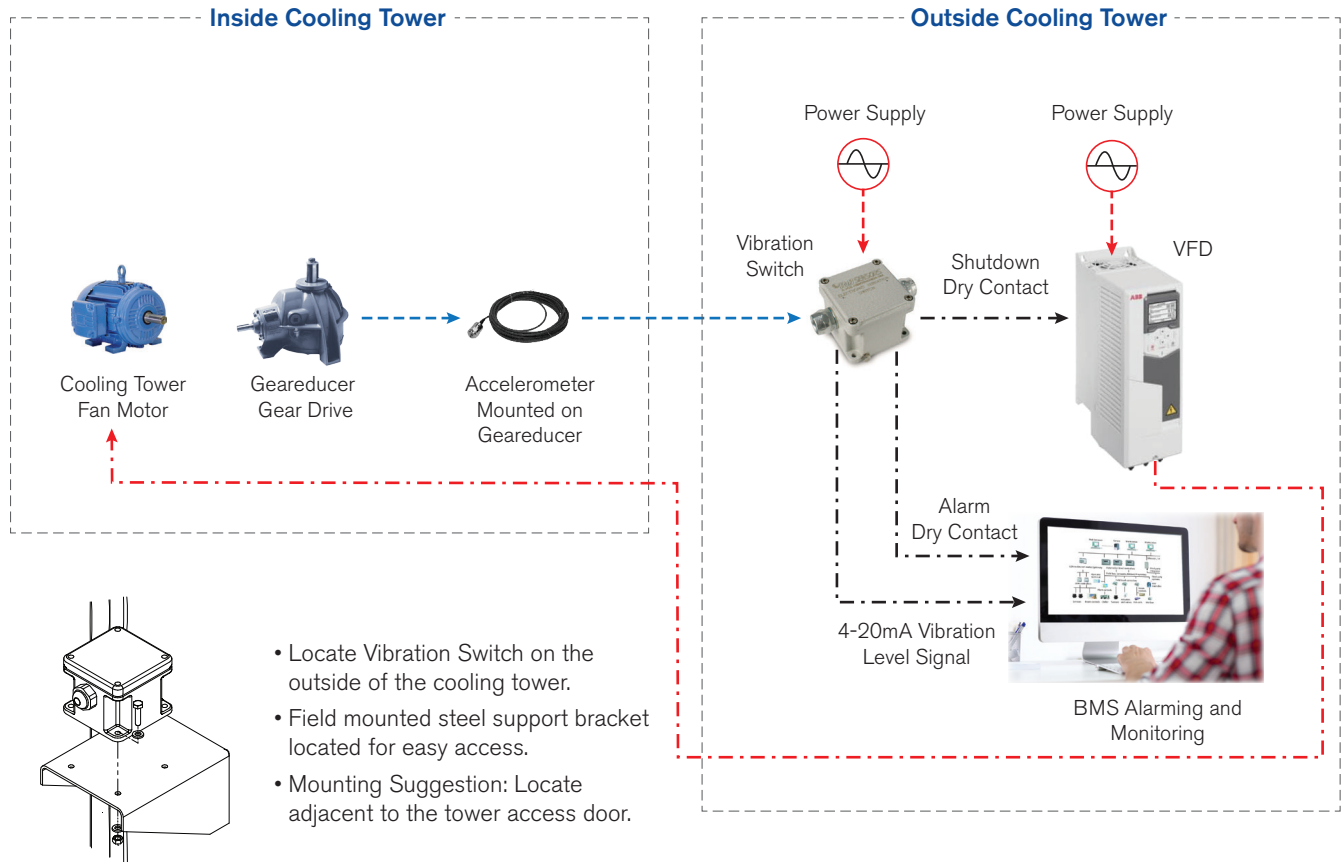 Inside Cooling Tower
Outside Cooling Tower
Power Supply
Power Supply
Vibration
Switch
Shutdown
Dry Contact
VFD
ABB
Cooling Tower
Fan Motor
Geareducer
Gear Drive
Accelerometer
Mounted on
Geareducer
Alarm
Dry Contact
4-20mA Vibration
Level Signal
BMS Alarming and
Monitoring
• Locate Vibration Switch on the
outside of the cooling tower.
• Field mounted steel support bracket
located for easy access.
• Mounting Suggestion: Locate
adjacent to the tower access door.